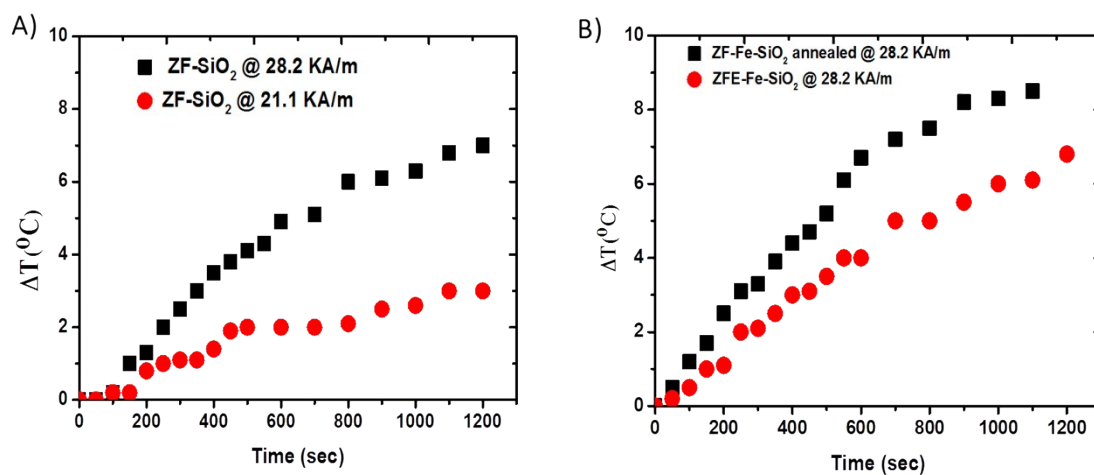 A)
ZF-SiO₂ @ 28.2 KA/m
ZF-SiO₂ @ 21.1 KA/m
10
8
6
4
2
0
ΔT(⁰C)
0 200 400 600 800 1000 1200
Time (sec)
B)
ZF-Fe-SiO₂ annealed @ 28.2 KA/m
ZFE-Fe-SiO₂ @ 28.2 KA/m
10
8
6
4
2
0
ΔT(⁰C)
0 200 400 600 800 1000 1200
Time (sec)